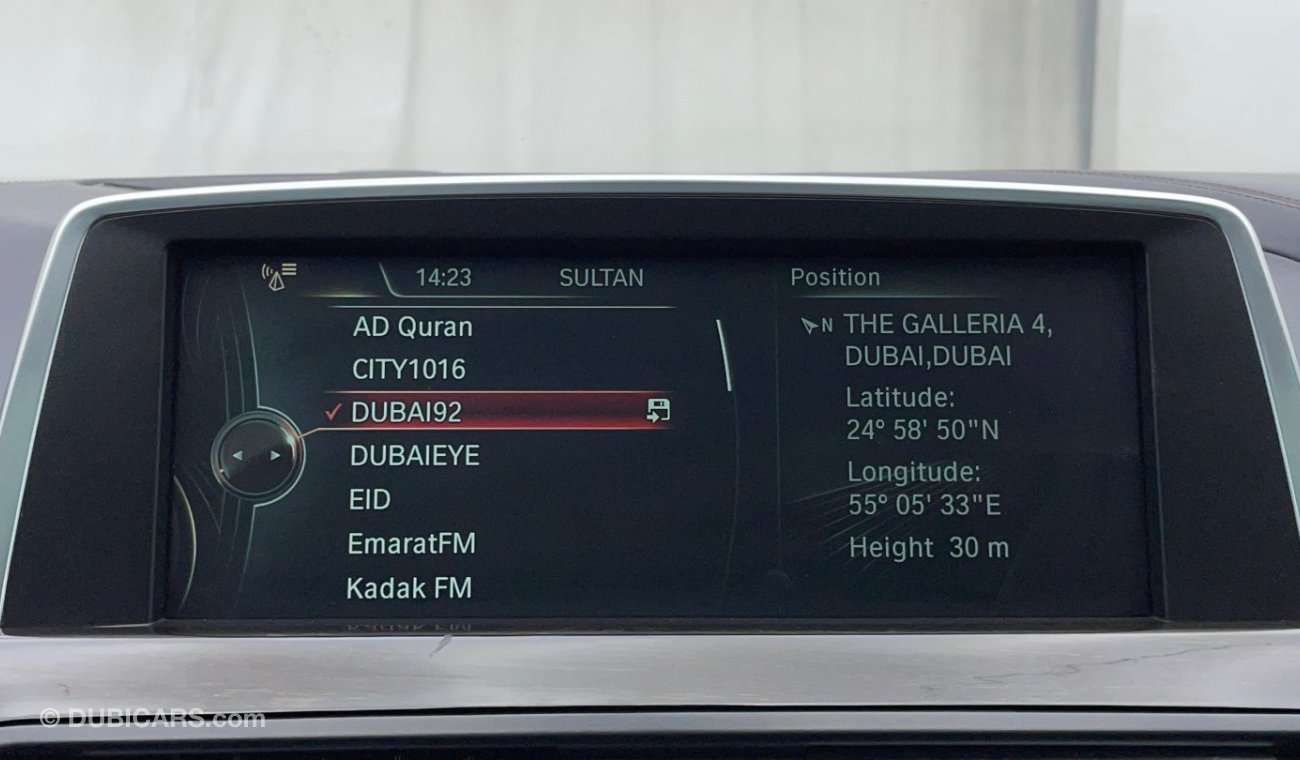 14:23 SULTAN
AD Quran
CITY1016
DUBAI92
DUBAIEYE
EID
EmaratFM
Kadak FM
Position
N THE GALLERIA 4,
DUBAI,DUBAI
Latitude:
24° 58' 50"N
Longitude:
55° 05' 33"E
Height 30 m
© DUBICARS.com